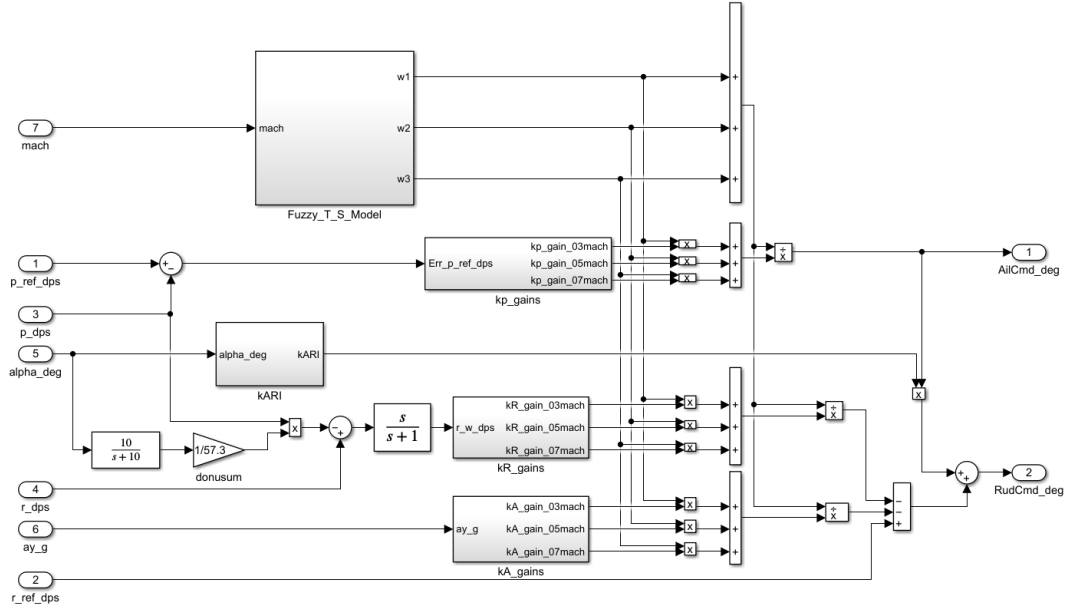 w1
7
mach
mach
w2
w3
Fuzzy_T_S_Model
+
+
+
1
p_ref_dps
+
−
Err_p_ref_dps
kp_gain_03mach
kp_gain_05mach
kp_gain_07mach
kp_gains
x
x
x
+
+
+
÷
x
1
AilCmd_deg
3
p_dps
5
alpha_deg
alpha_deg
kARI
kARI
x
10
s + 10
1/57.3
donusum
x
−
+
s
s + 1
r_w_dps
kR_gain_03mach
kR_gain_05mach
kR_gain_07mach
kR_gains
x
x
x
+
+
+
÷
x
4
r_dps
+
+
2
RudCmd_deg
6
ay_g
ay_g
kA_gain_03mach
kA_gain_05mach
kA_gain_07mach
kA_gains
x
x
x
+
+
+
÷
x
−
−
+
2
r_ref_dps